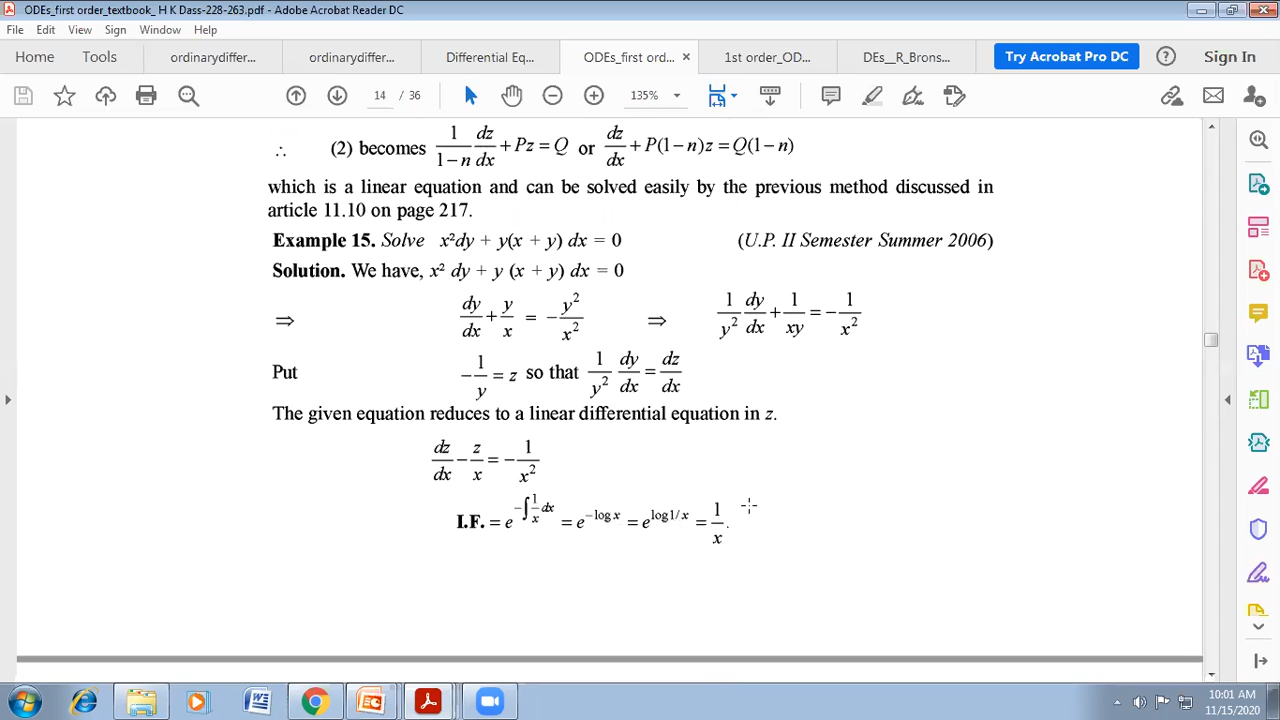 ODEs_first order_textbook_ H K Dass-228-263.pdf - Adobe Acrobat Reader DC
File Edit View Sign Window Help
Home Tools ordinarydiffer... ordinarydiffer... Differential Eq... ODEs_first ord... × 1st order_OD... DEs__R_Brons... Try Acrobat Pro DC ? Sign In
14 / 36 135%
∴ (2) becomes 1/(1−n) dz/dx + Pz = Q or dz/dx + P(1−n)z = Q(1−n)
which is a linear equation and can be solved easily by the previous method discussed in
article 11.10 on page 217.
Example 15. Solve x²dy + y(x + y) dx = 0 (U.P. II Semester Summer 2006)
Solution. We have, x² dy + y (x + y) dx = 0
⇒ dy/dx + y/x = −y²/x² ⇒ 1/y² dy/dx + 1/xy = −1/x²
Put −1/y = z so that 1/y² dy/dx = dz/dx
The given equation reduces to a linear differential equation in z.
dz/dx − z/x = −1/x²
I.F. = e^(−∫1/x dx) = e^(−log x) = e^(log1/x) = 1/x.
10:01 AM
11/15/2020